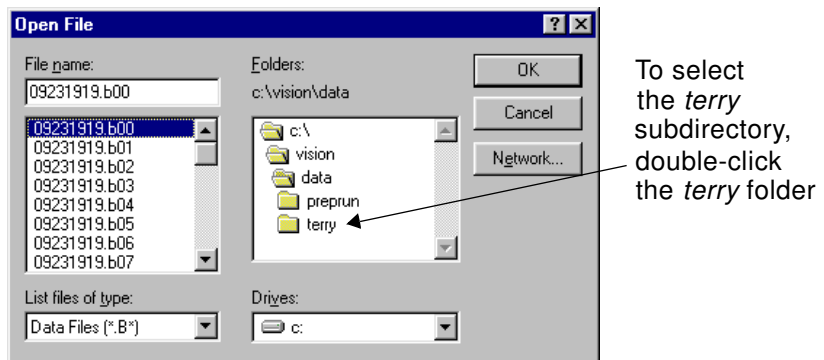 Open File
File name:
09231919.b00
09231919.b00
09231919.b01
09231919.b02
09231919.b03
09231919.b04
09231919.b05
09231919.b06
09231919.b07
List files of type:
Data Files (*.B*)
Folders:
c:\vision\data
c:\
vision
data
preprun
terry
Drives:
c:
OK
Cancel
Network...
To select
the terry
subdirectory,
double-click
the terry folder